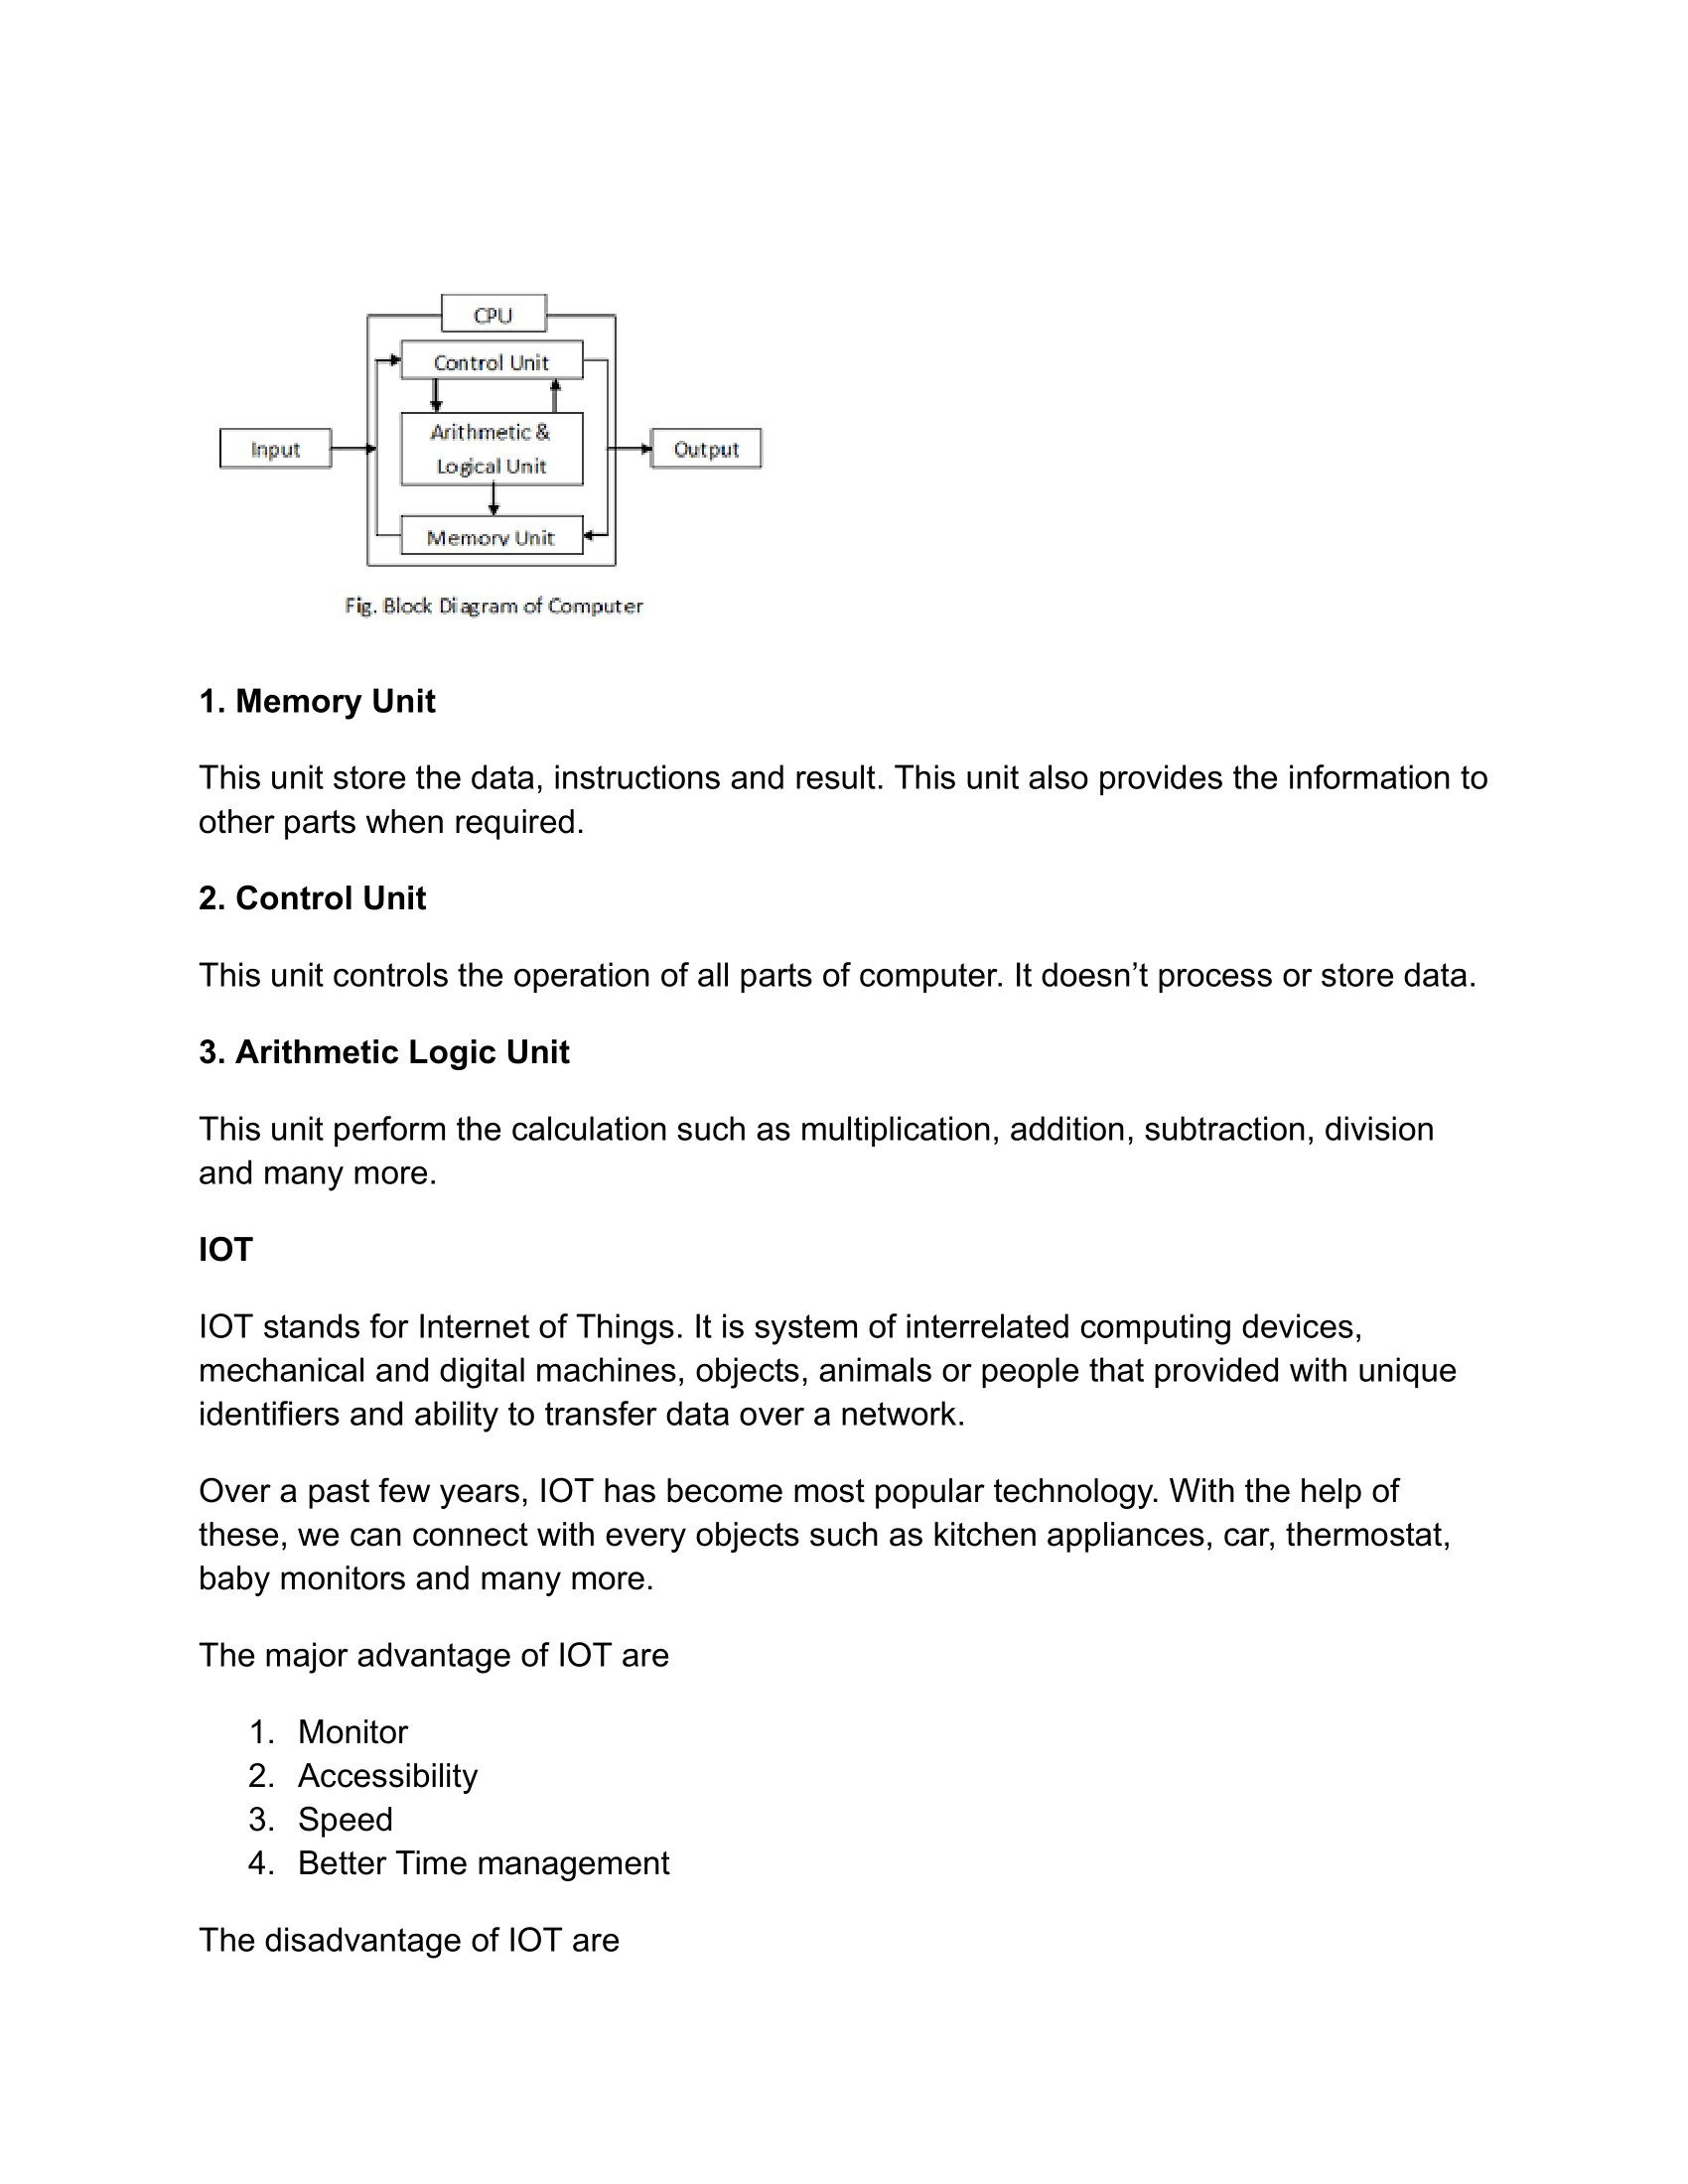 CPU
Control Unit
Arithmetic &
Logical Unit
Input
Output
Memory Unit
Fig. Block Diagram of Computer
1. Memory Unit
This unit store the data, instructions and result. This unit also provides the information to
other parts when required.
2. Control Unit
This unit controls the operation of all parts of computer. It doesn’t process or store data.
3. Arithmetic Logic Unit
This unit perform the calculation such as multiplication, addition, subtraction, division
and many more.
IOT
IOT stands for Internet of Things. It is system of interrelated computing devices,
mechanical and digital machines, objects, animals or people that provided with unique
identifiers and ability to transfer data over a network.
Over a past few years, IOT has become most popular technology. With the help of
these, we can connect with every objects such as kitchen appliances, car, thermostat,
baby monitors and many more.
The major advantage of IOT are
1. Monitor
2. Accessibility
3. Speed
4. Better Time management
The disadvantage of IOT are